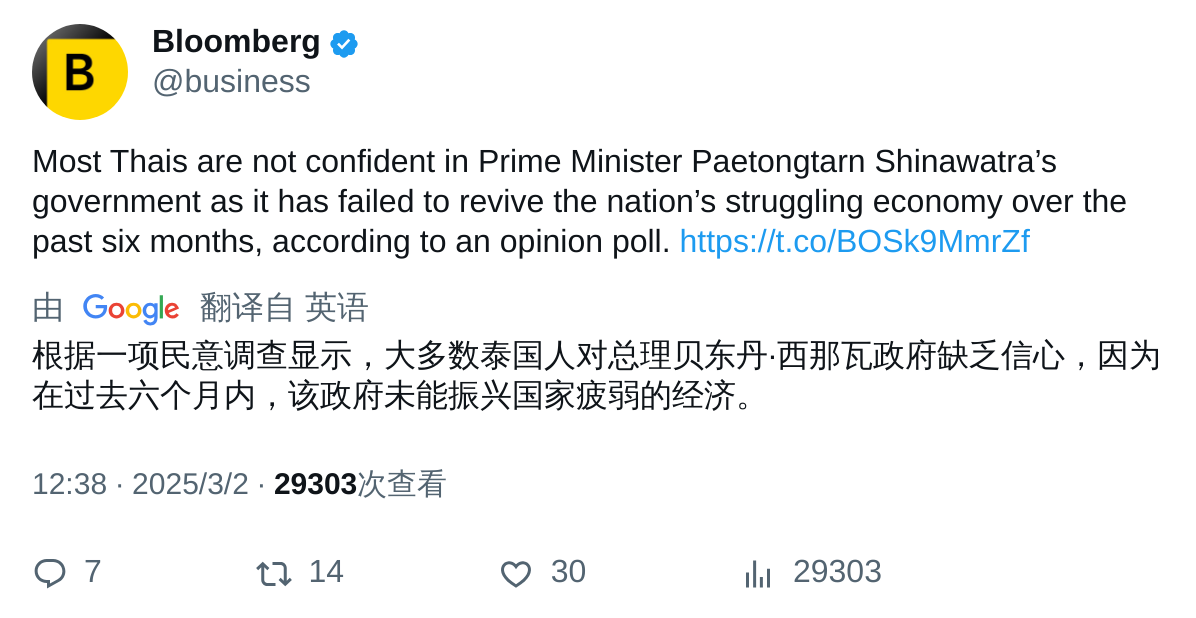 B
Bloomberg
@business
Most Thais are not confident in Prime Minister Paetongtarn Shinawatra’s
government as it has failed to revive the nation’s struggling economy over the
past six months, according to an opinion poll. https://t.co/BOSk9MmrZf
由 Google 翻译自 英语
根据一项民意调查显示，大多数泰国人对总理贝东丹·西那瓦政府缺乏信心，因为
在过去六个月内，该政府未能振兴国家疲弱的经济。
12:38 · 2025/3/2 · 29303次查看
7 14 30 29303